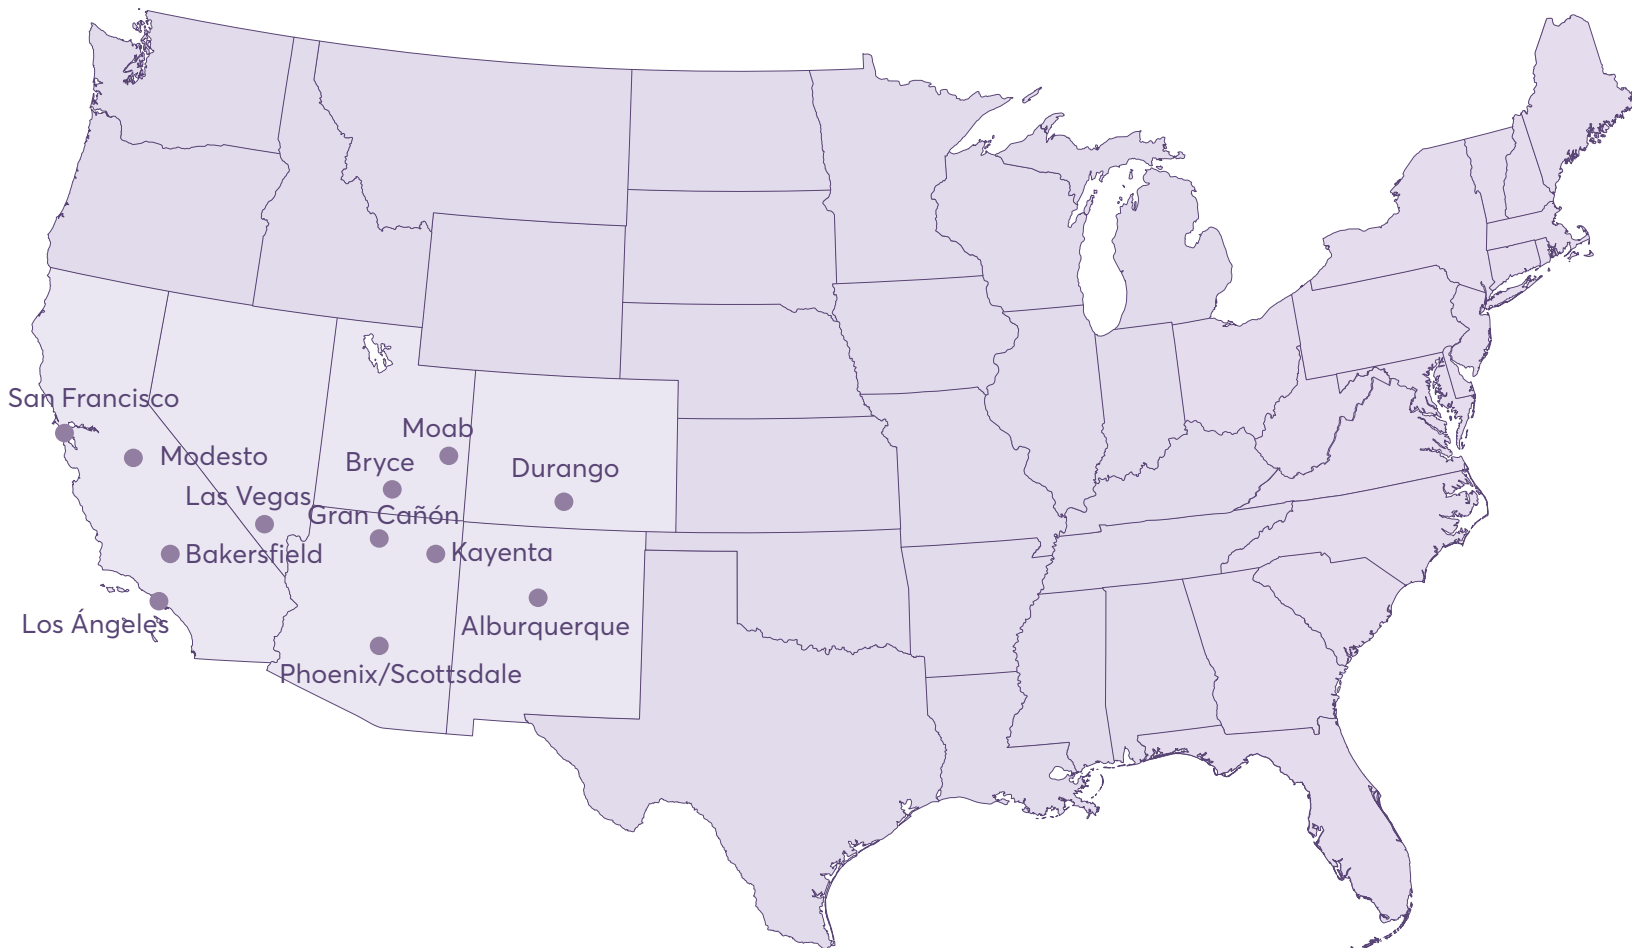 San Francisco
Moab
Modesto
Bryce
Durango
Las Vegas
Gran Cañón
Bakersfield
Kayenta
Los Ángeles
Alburquerque
Phoenix/Scottsdale